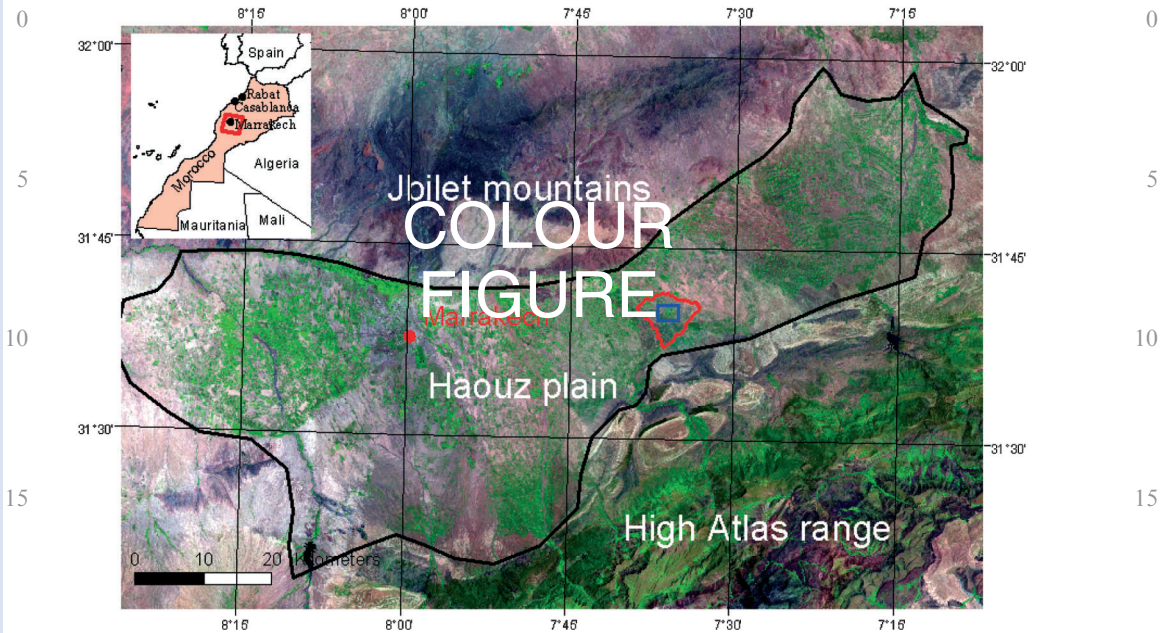 0
0
8°15'
8°00'
7°45'
7°30'
7°15'
32°00'
32°00'
Spain
Rabat
Casablanca
Marrakech
Algeria
Morocco
Mauritania
Mali
5
5
Jbilet mountains
COLOUR
FIGURE
31°45'
31°45'
Marrakech
10
10
Haouz plain
31°30'
31°30'
15
15
High Atlas range
0 10 20 Kilometers
8°15'
8°00'
7°45'
7°30'
7°15'